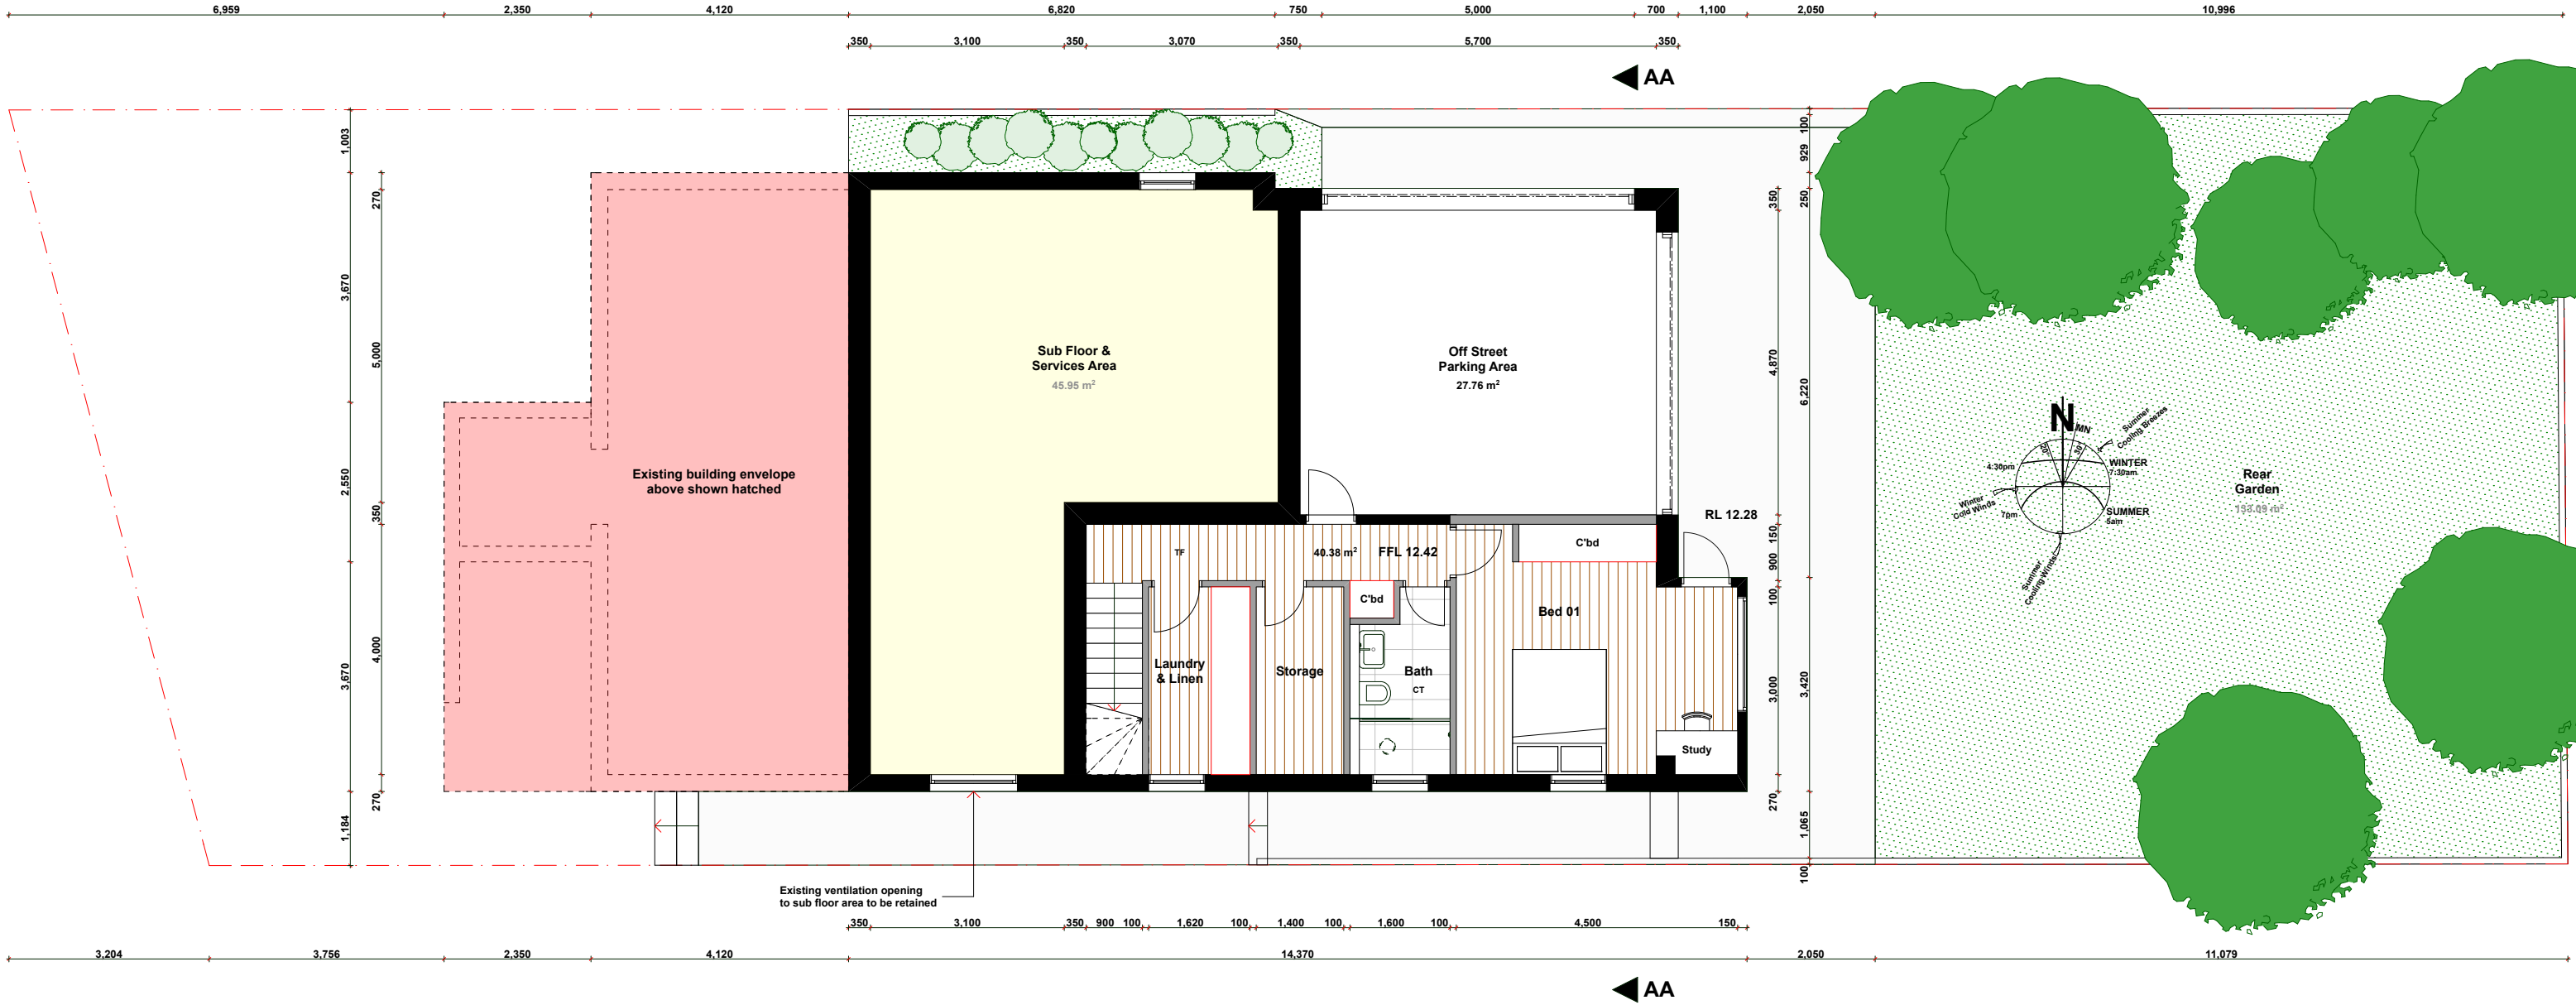 6,959 2,350 4,120 6,820 750 5,000 700 1,100 2,050 10,996
350 3,100 350 3,070 350 5,700 350
AA
1,003
3,670
2,550
3,670
1,184
270
5,000
350
4,000
270
Existing building envelope
above shown hatched
Sub Floor &
Services Area
45.95 m²
Off Street
Parking Area
27.76 m²
350
4,870
150
900
100
3,000
270
100
929
250
6,220
3,420
1,065
100
RL 12.28
TF
40.38 m²
FFL 12.42
C'bd
C'bd
Bed 01
Laundry
& Linen
Storage
Bath
CT
Study
N
MN
30°
Summer
Cooling Breezes
4:30pm
WINTER
7:30am
Winter
Cold Winds
7pm
SUMMER
5am
Summer
Cooling Winds
Rear
Garden
133.09 m²
Existing ventilation opening
to sub floor area to be retained
350 3,100 350 900 100 1,620 100 1,400 100 1,600 100 4,500 150
3,204 3,756 2,350 4,120 14,370 2,050 11,079
AA